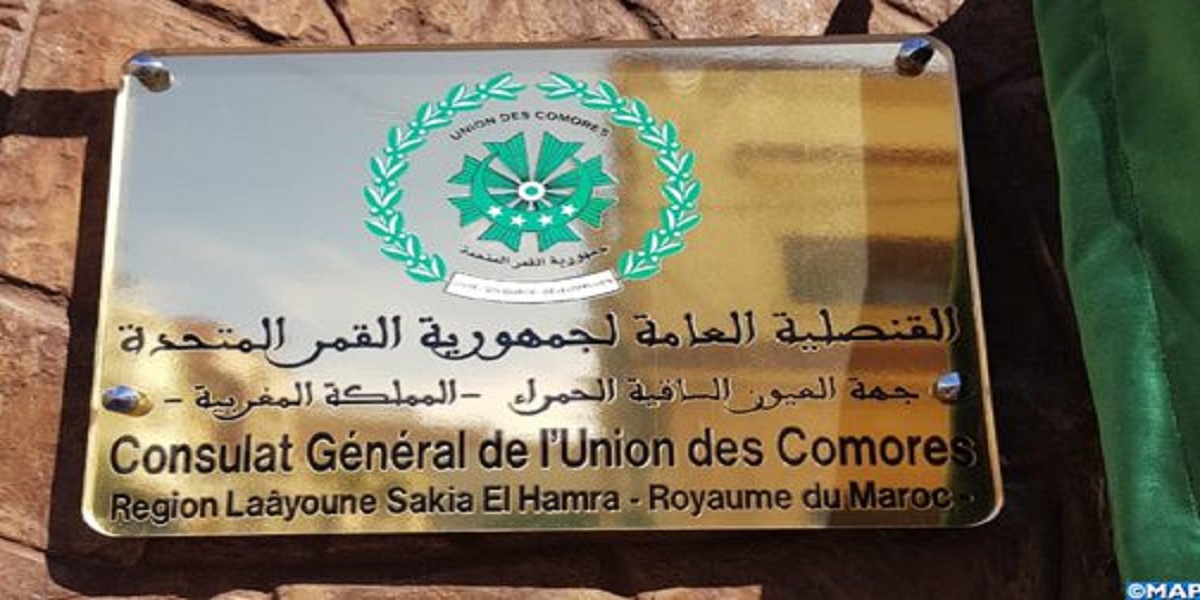 UNION DES COMORES
جمهورية القمر المتحدة
القنصلية العامة لجمهورية القمر المتحدة
جهة العيون الساقية الحمراء -المملكة المغربية -
Consulat Général de l'Union des Comores
Region Laâyoune Sakia El Hamra - Royaume du Maroc -
©MAP